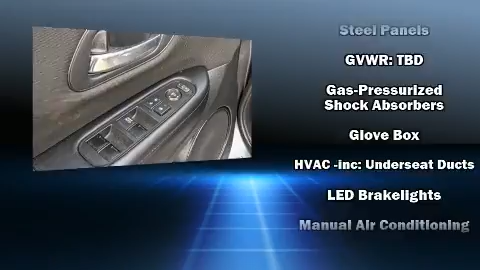 Steel Panels
GVWR: TBD
Gas-Pressurized
Shock Absorbers
Glove Box
HVAC -inc: Underseat Ducts
LED Brakelights
Manual Air Conditioning